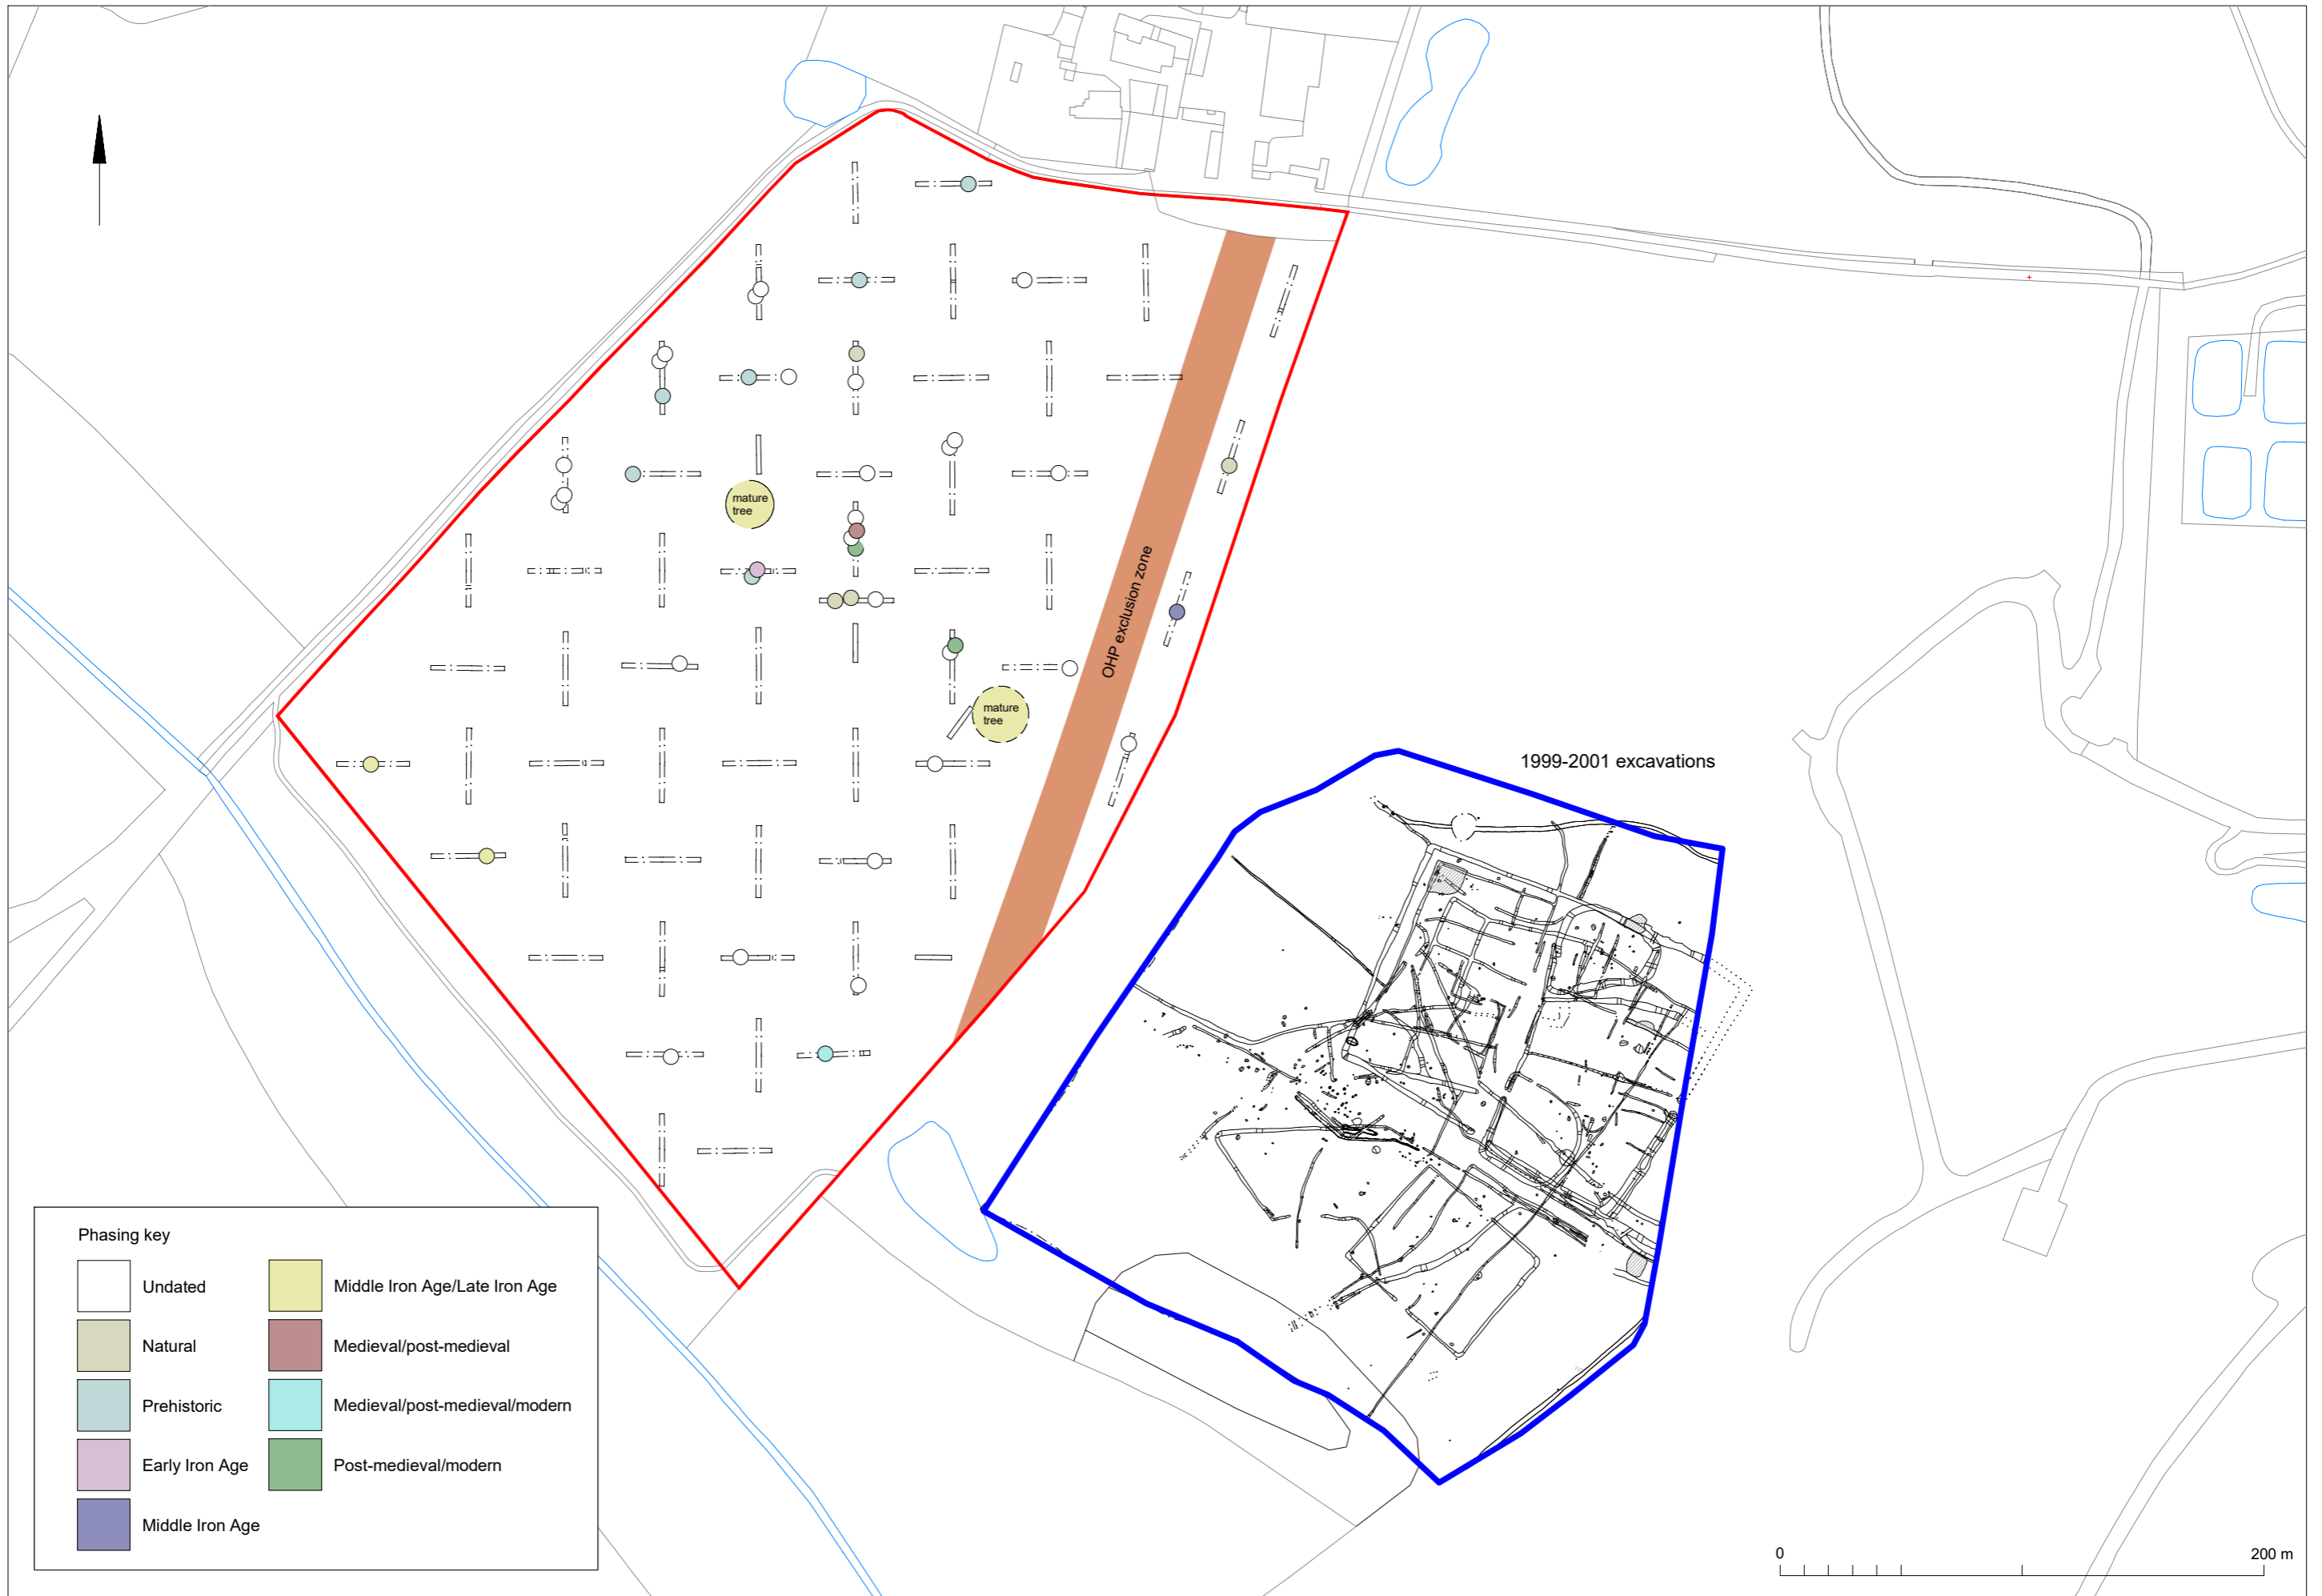 mature
tree
OHP exclusion zone
mature
tree
1999-2001 excavations
Phasing key
Undated
Natural
Prehistoric
Early Iron Age
Middle Iron Age
Middle Iron Age/Late Iron Age
Medieval/post-medieval
Medieval/post-medieval/modern
Post-medieval/modern
0 200 m